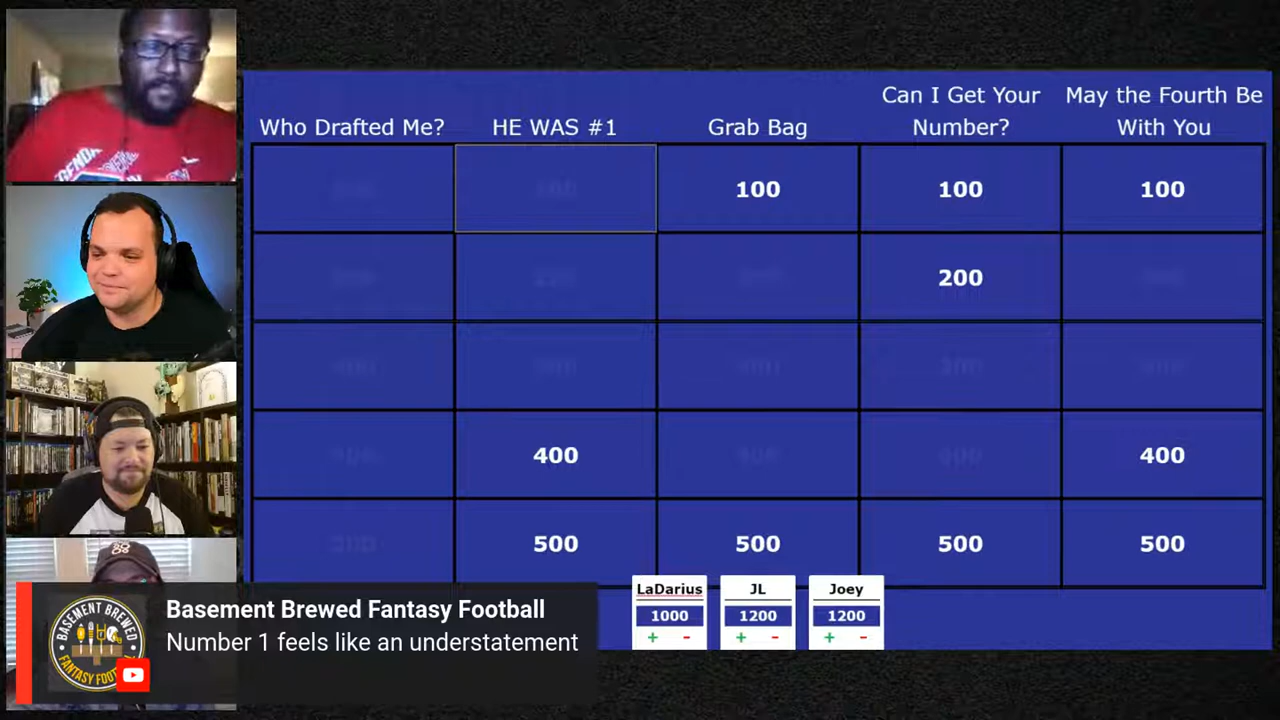 Who Drafted Me?
HE WAS #1
Grab Bag
Can I Get Your
Number?
May the Fourth Be
With You
100 100 100
200
400 400
500 500 500 500
LaDarius JL Joey
1000 1200 1200
+ - + - + -
Basement Brewed Fantasy Football
Number 1 feels like an understatement
BASEMENT BREWED